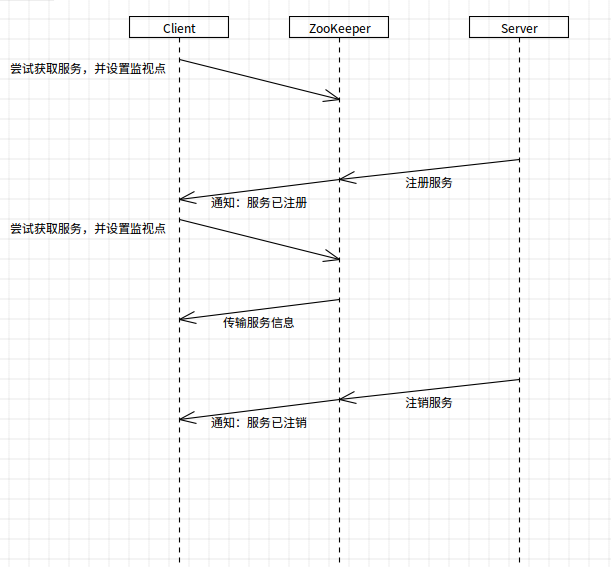 Client
ZooKeeper
Server
尝试获取服务，并设置监视点
注册服务
通知：服务已注册
尝试获取服务，并设置监视点
传输服务信息
注销服务
通知：服务已注销